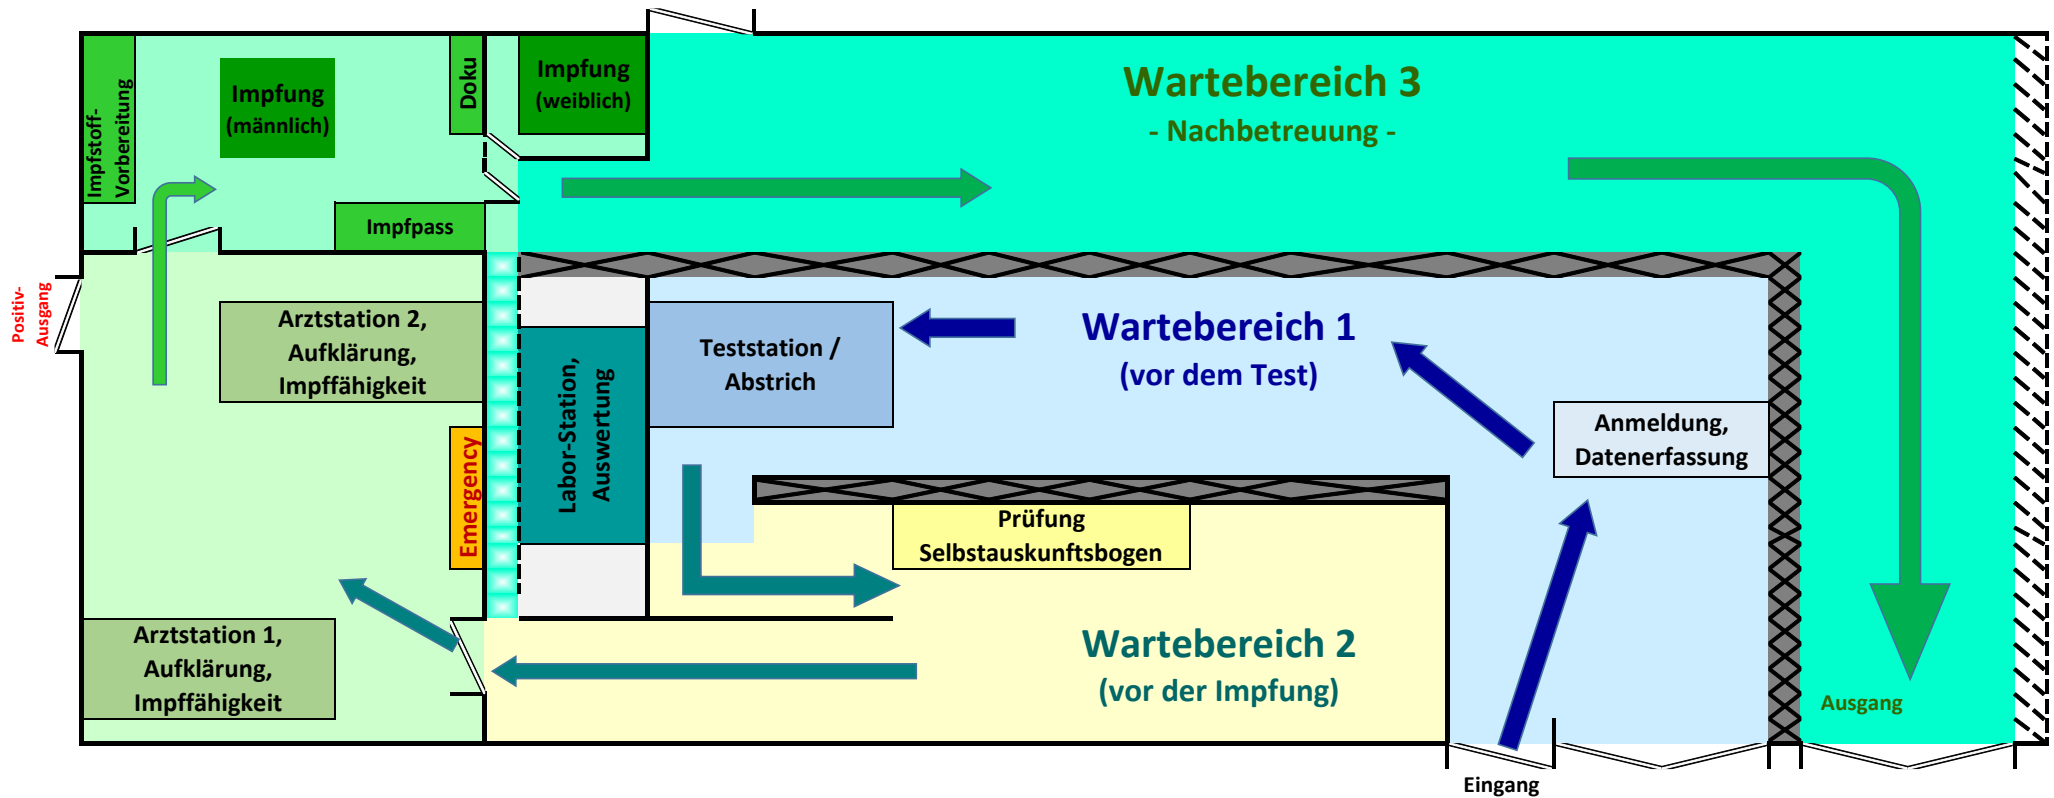 Impfstoff-
Vorbereitung
Impfung
(männlich)
Doku
Impfung
(weiblich)
Wartebereich 3
- Nachbetreuung -
Impfpass
Positiv-
Ausgang
Arztstation 2,
Aufklärung,
Impffähigkeit
Emergency
Labor-Station,
Auswertung
Teststation /
Abstrich
Wartebereich 1
(vor dem Test)
Anmeldung,
Datenerfassung
Prüfung
Selbstauskunftsbogen
Arztstation 1,
Aufklärung,
Impffähigkeit
Wartebereich 2
(vor der Impfung)
Ausgang
Eingang